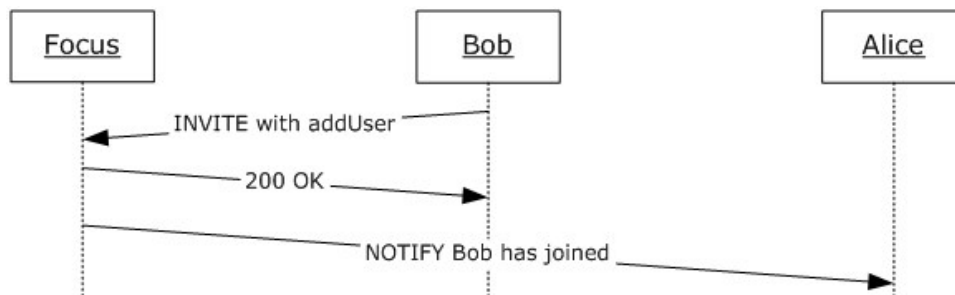 Focus
Bob
Alice
INVITE with addUser
200 OK
NOTIFY Bob has joined